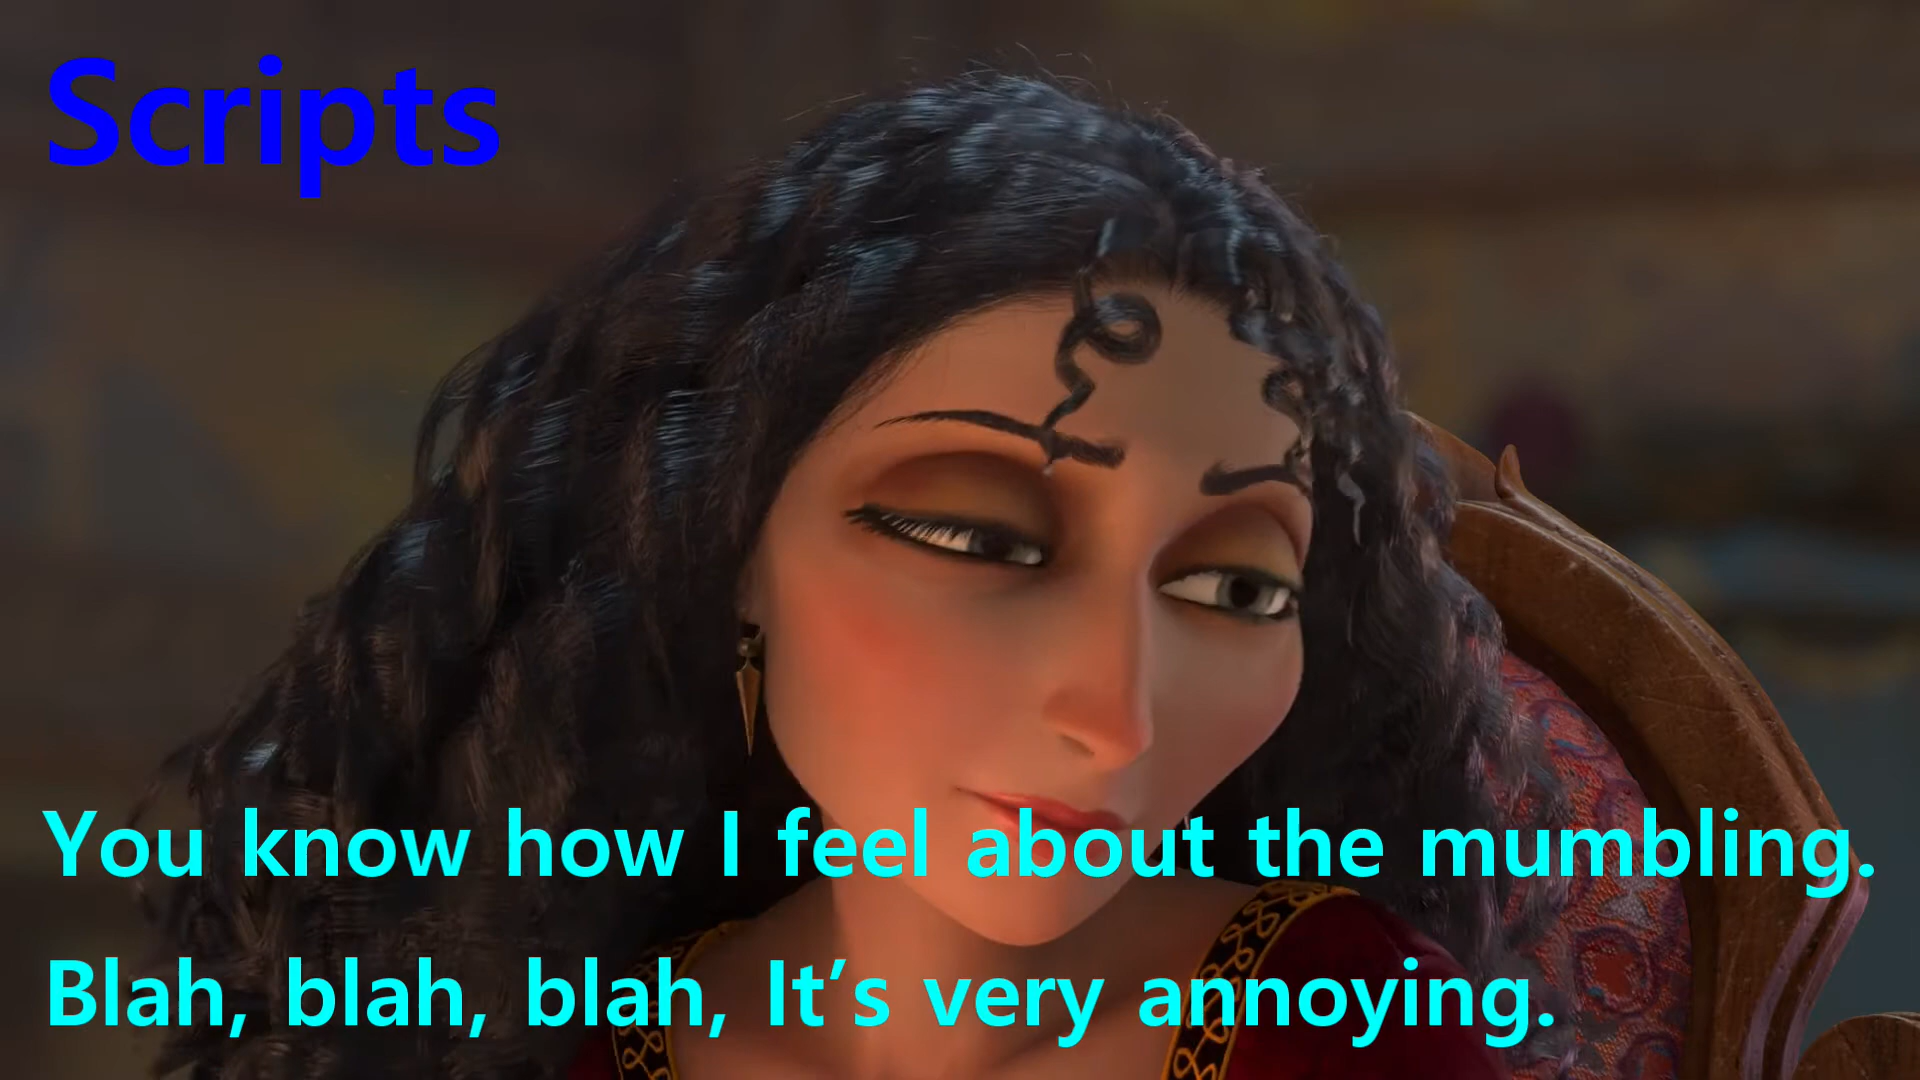 Scripts
You know how I feel about the mumbling.
Blah, blah, blah, It’s very annoying.